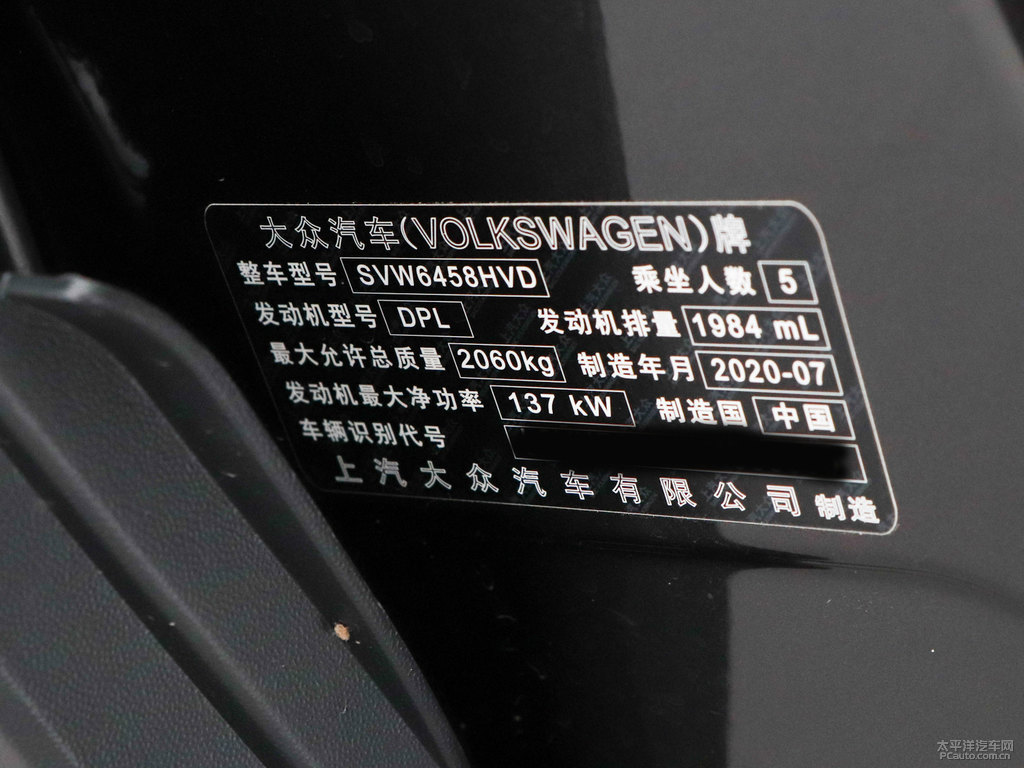 大众汽车(VOLKSWAGEN)牌
整车型号 SVW6458HVD 乘坐人数 5
发动机型号 DPL 发动机排量 1984 mL
最大允许总质量 2060kg 制造年月 2020-07
发动机最大净功率 137 kW 制造国 中国
车辆识别代号
上汽大众汽车有限公司 制造
太平洋汽车网
PCauto.com.cn